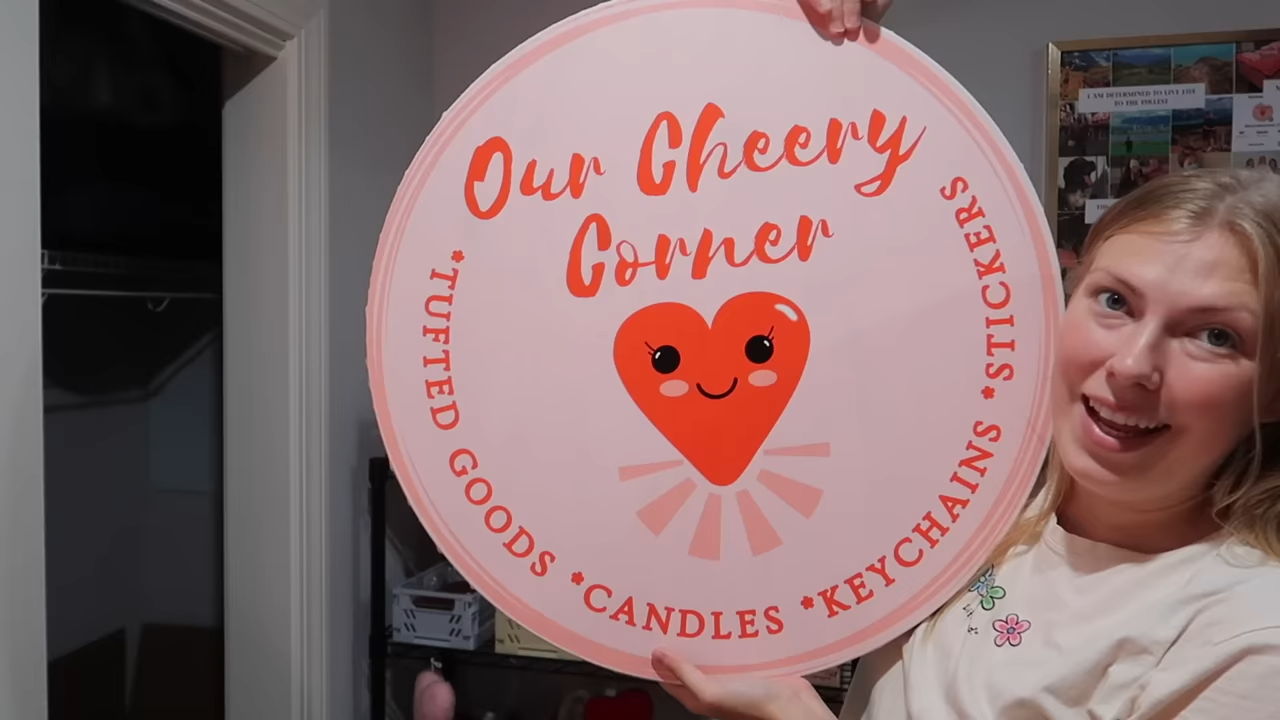 Our Cheery
Corner
*TUFTED GOODS *CANDLES *KEYCHAINS *STICKERS
I AM DETERMINED TO LIVE LIFE
TO THE FULLEST